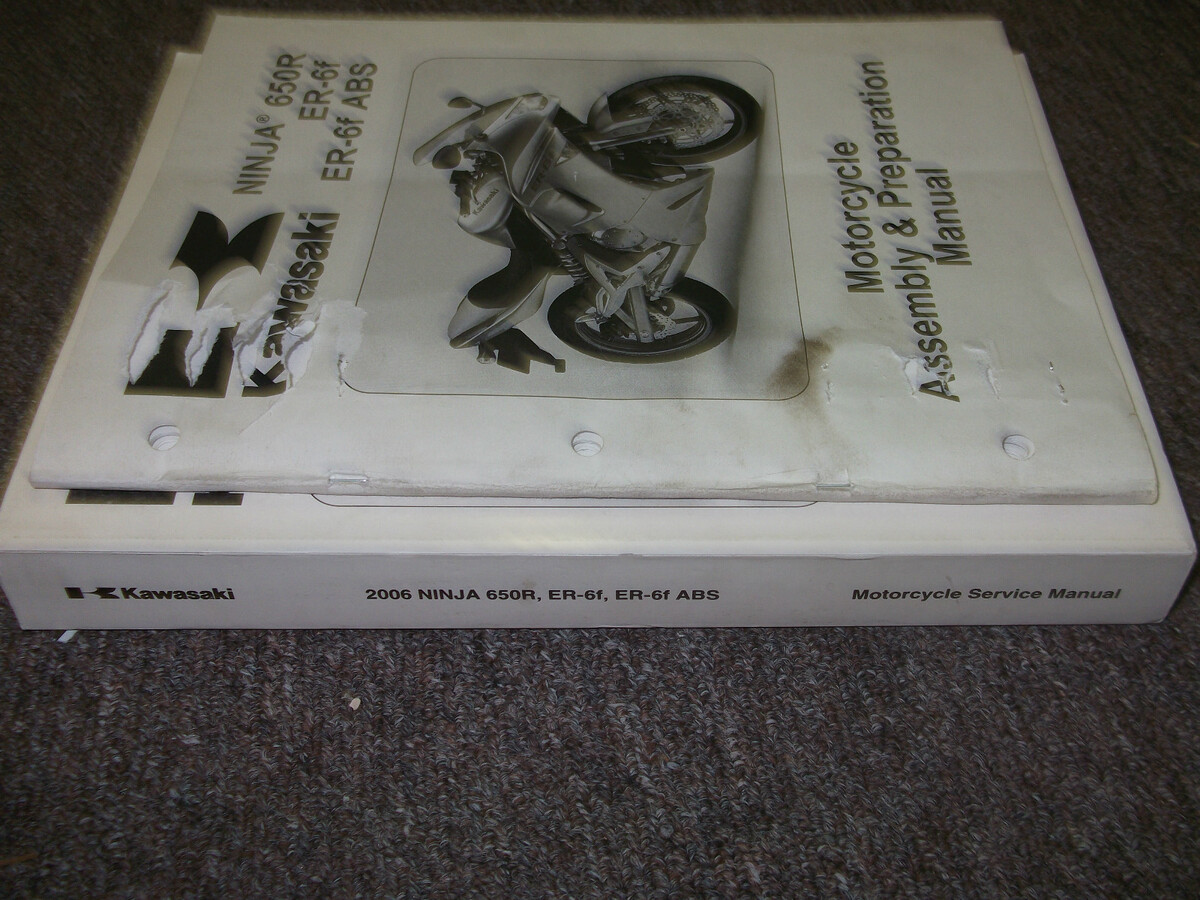 NINJA® 650R
ER-6f
ER-6f ABS
Kawasaki
Kawasaki
Motorcycle
Assembly & Preparation
Manual
Kawasaki
2006 NINJA 650R, ER-6f, ER-6f ABS
Motorcycle Service Manual